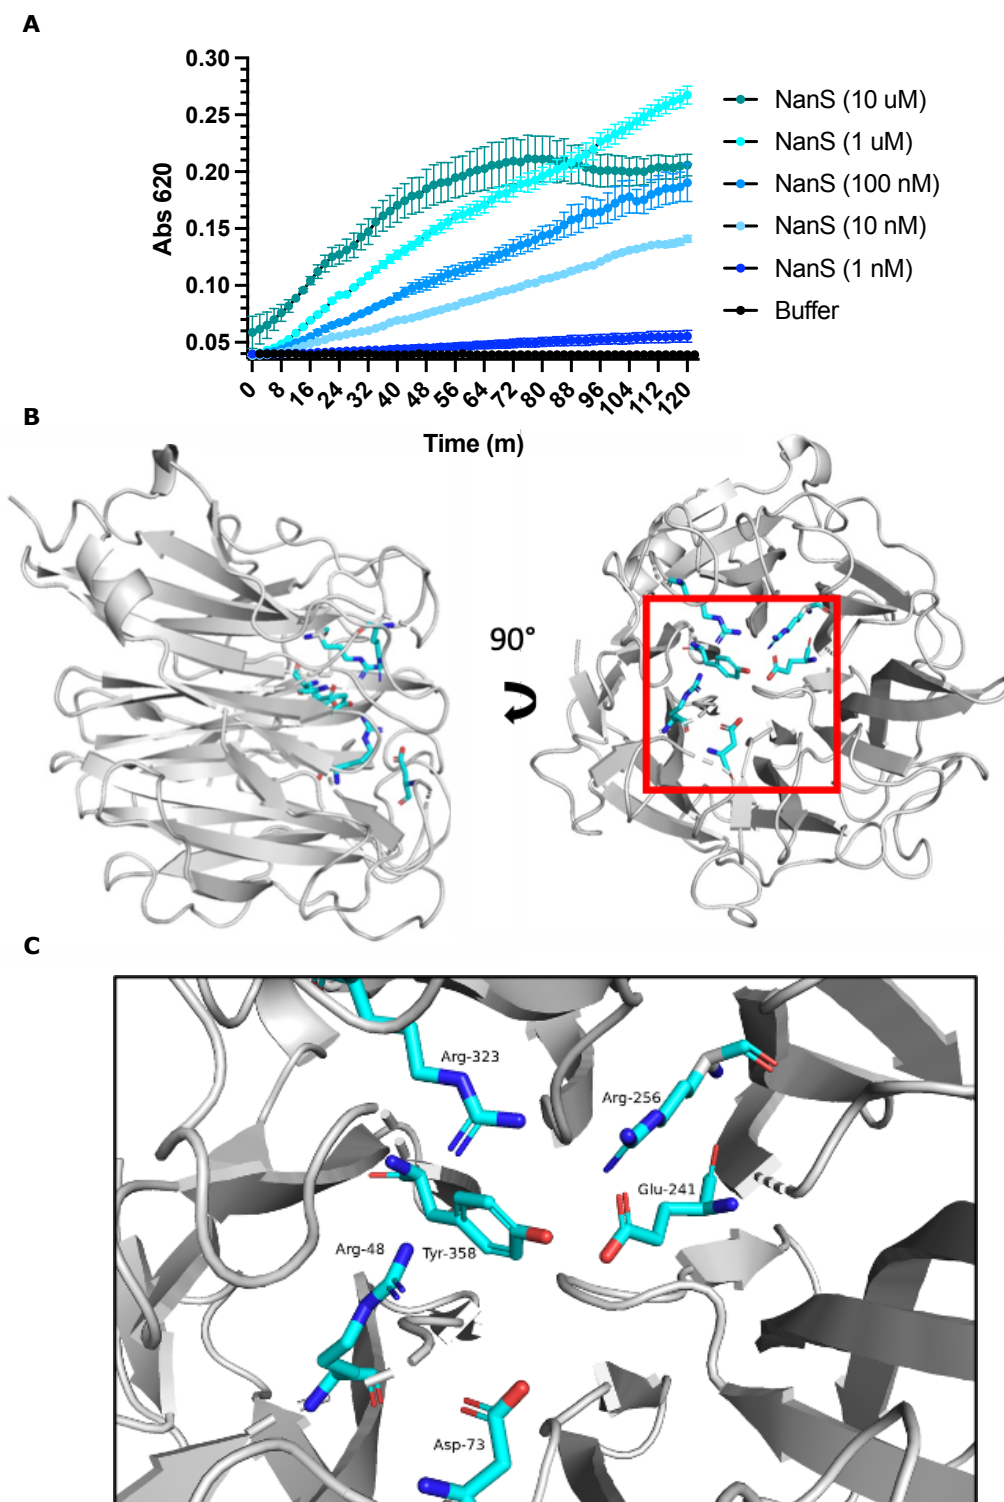 A
0.30
0.25
0.20
0.15
0.10
0.05
Abs 620
0 8 16 24 32 40 48 56 64 72 80 88 96 104 112 120
Time (m)
NanS (10 uM)
NanS (1 uM)
NanS (100 nM)
NanS (10 nM)
NanS (1 nM)
Buffer
B
90°
C
Arg-323
Arg-256
Glu-241
Arg-48
Tyr-358
Asp-73